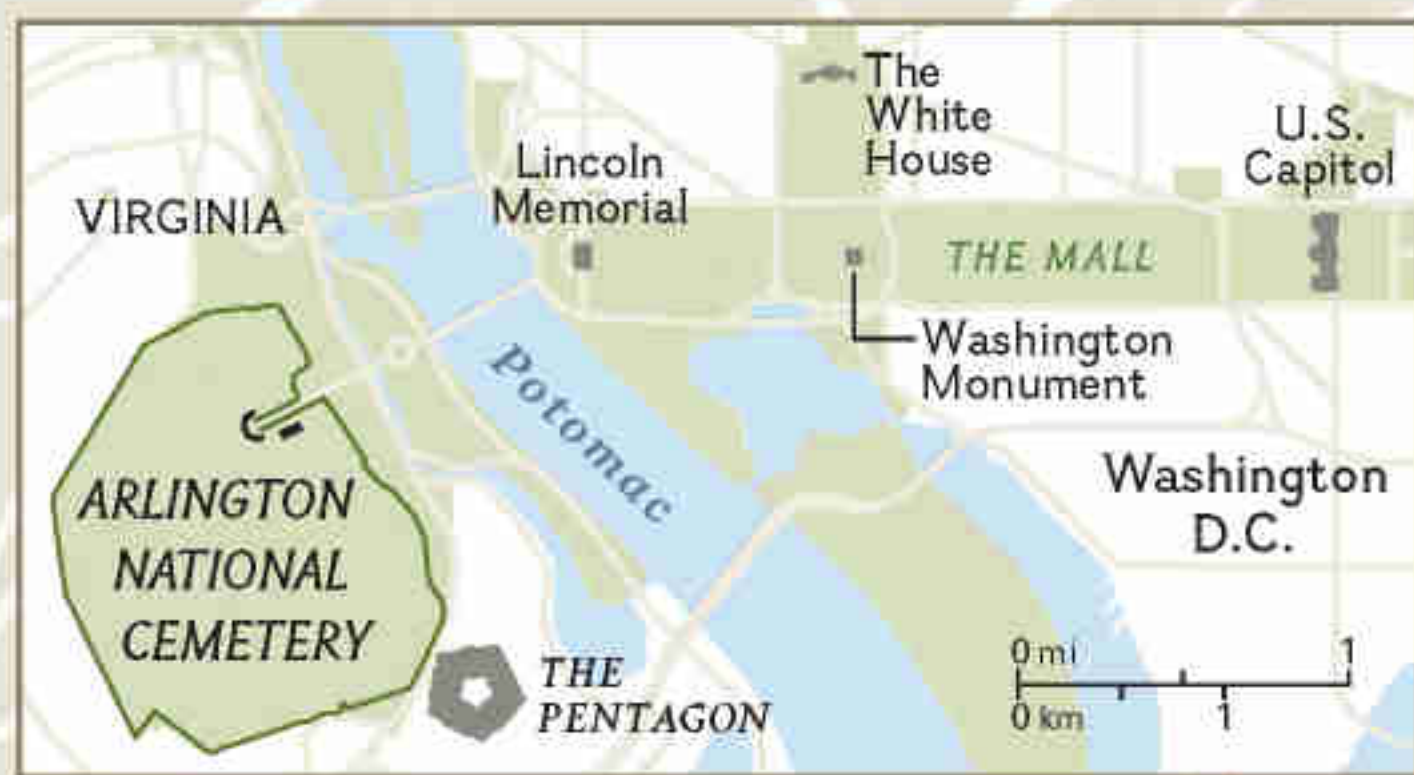 The
White
House
U.S.
Capitol
Lincoln
Memorial
VIRGINIA
THE MALL
Washington
Monument
Potomac
ARLINGTON
NATIONAL
CEMETERY
Washington
D.C.
THE
PENTAGON
0 mi 1
0 km 1